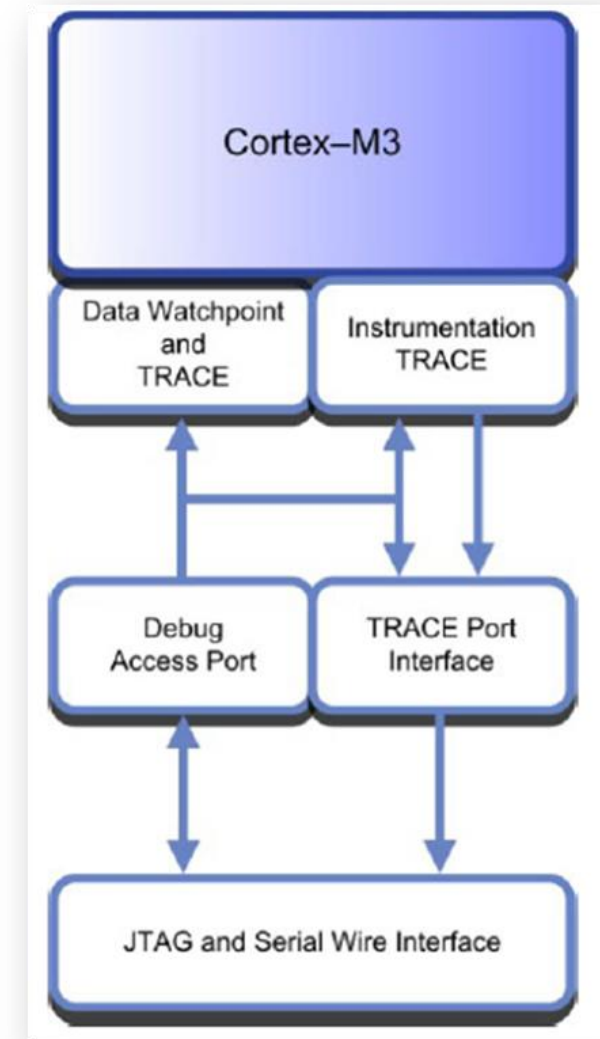 Cortex–M3
Data Watchpoint
and
TRACE
Instrumentation
TRACE
Debug
Access Port
TRACE Port
Interface
JTAG and Serial Wire Interface